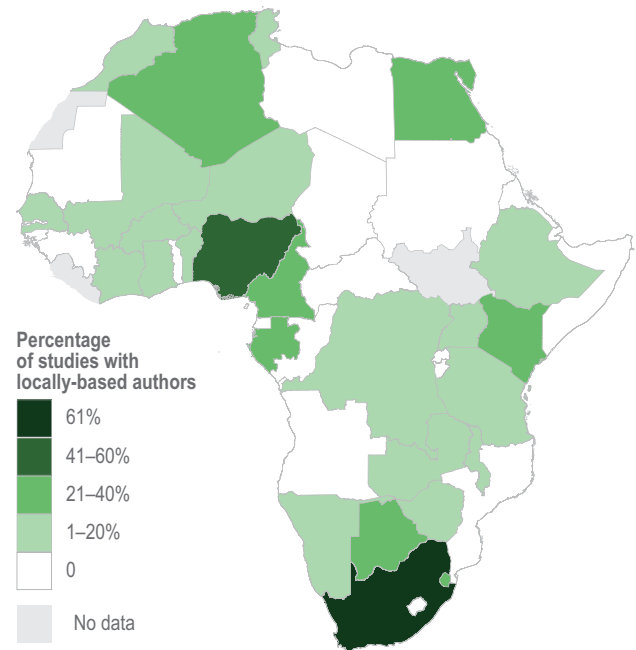 Percentage
of studies with
locally-based authors
61%
41–60%
21–40%
1–20%
0
No data